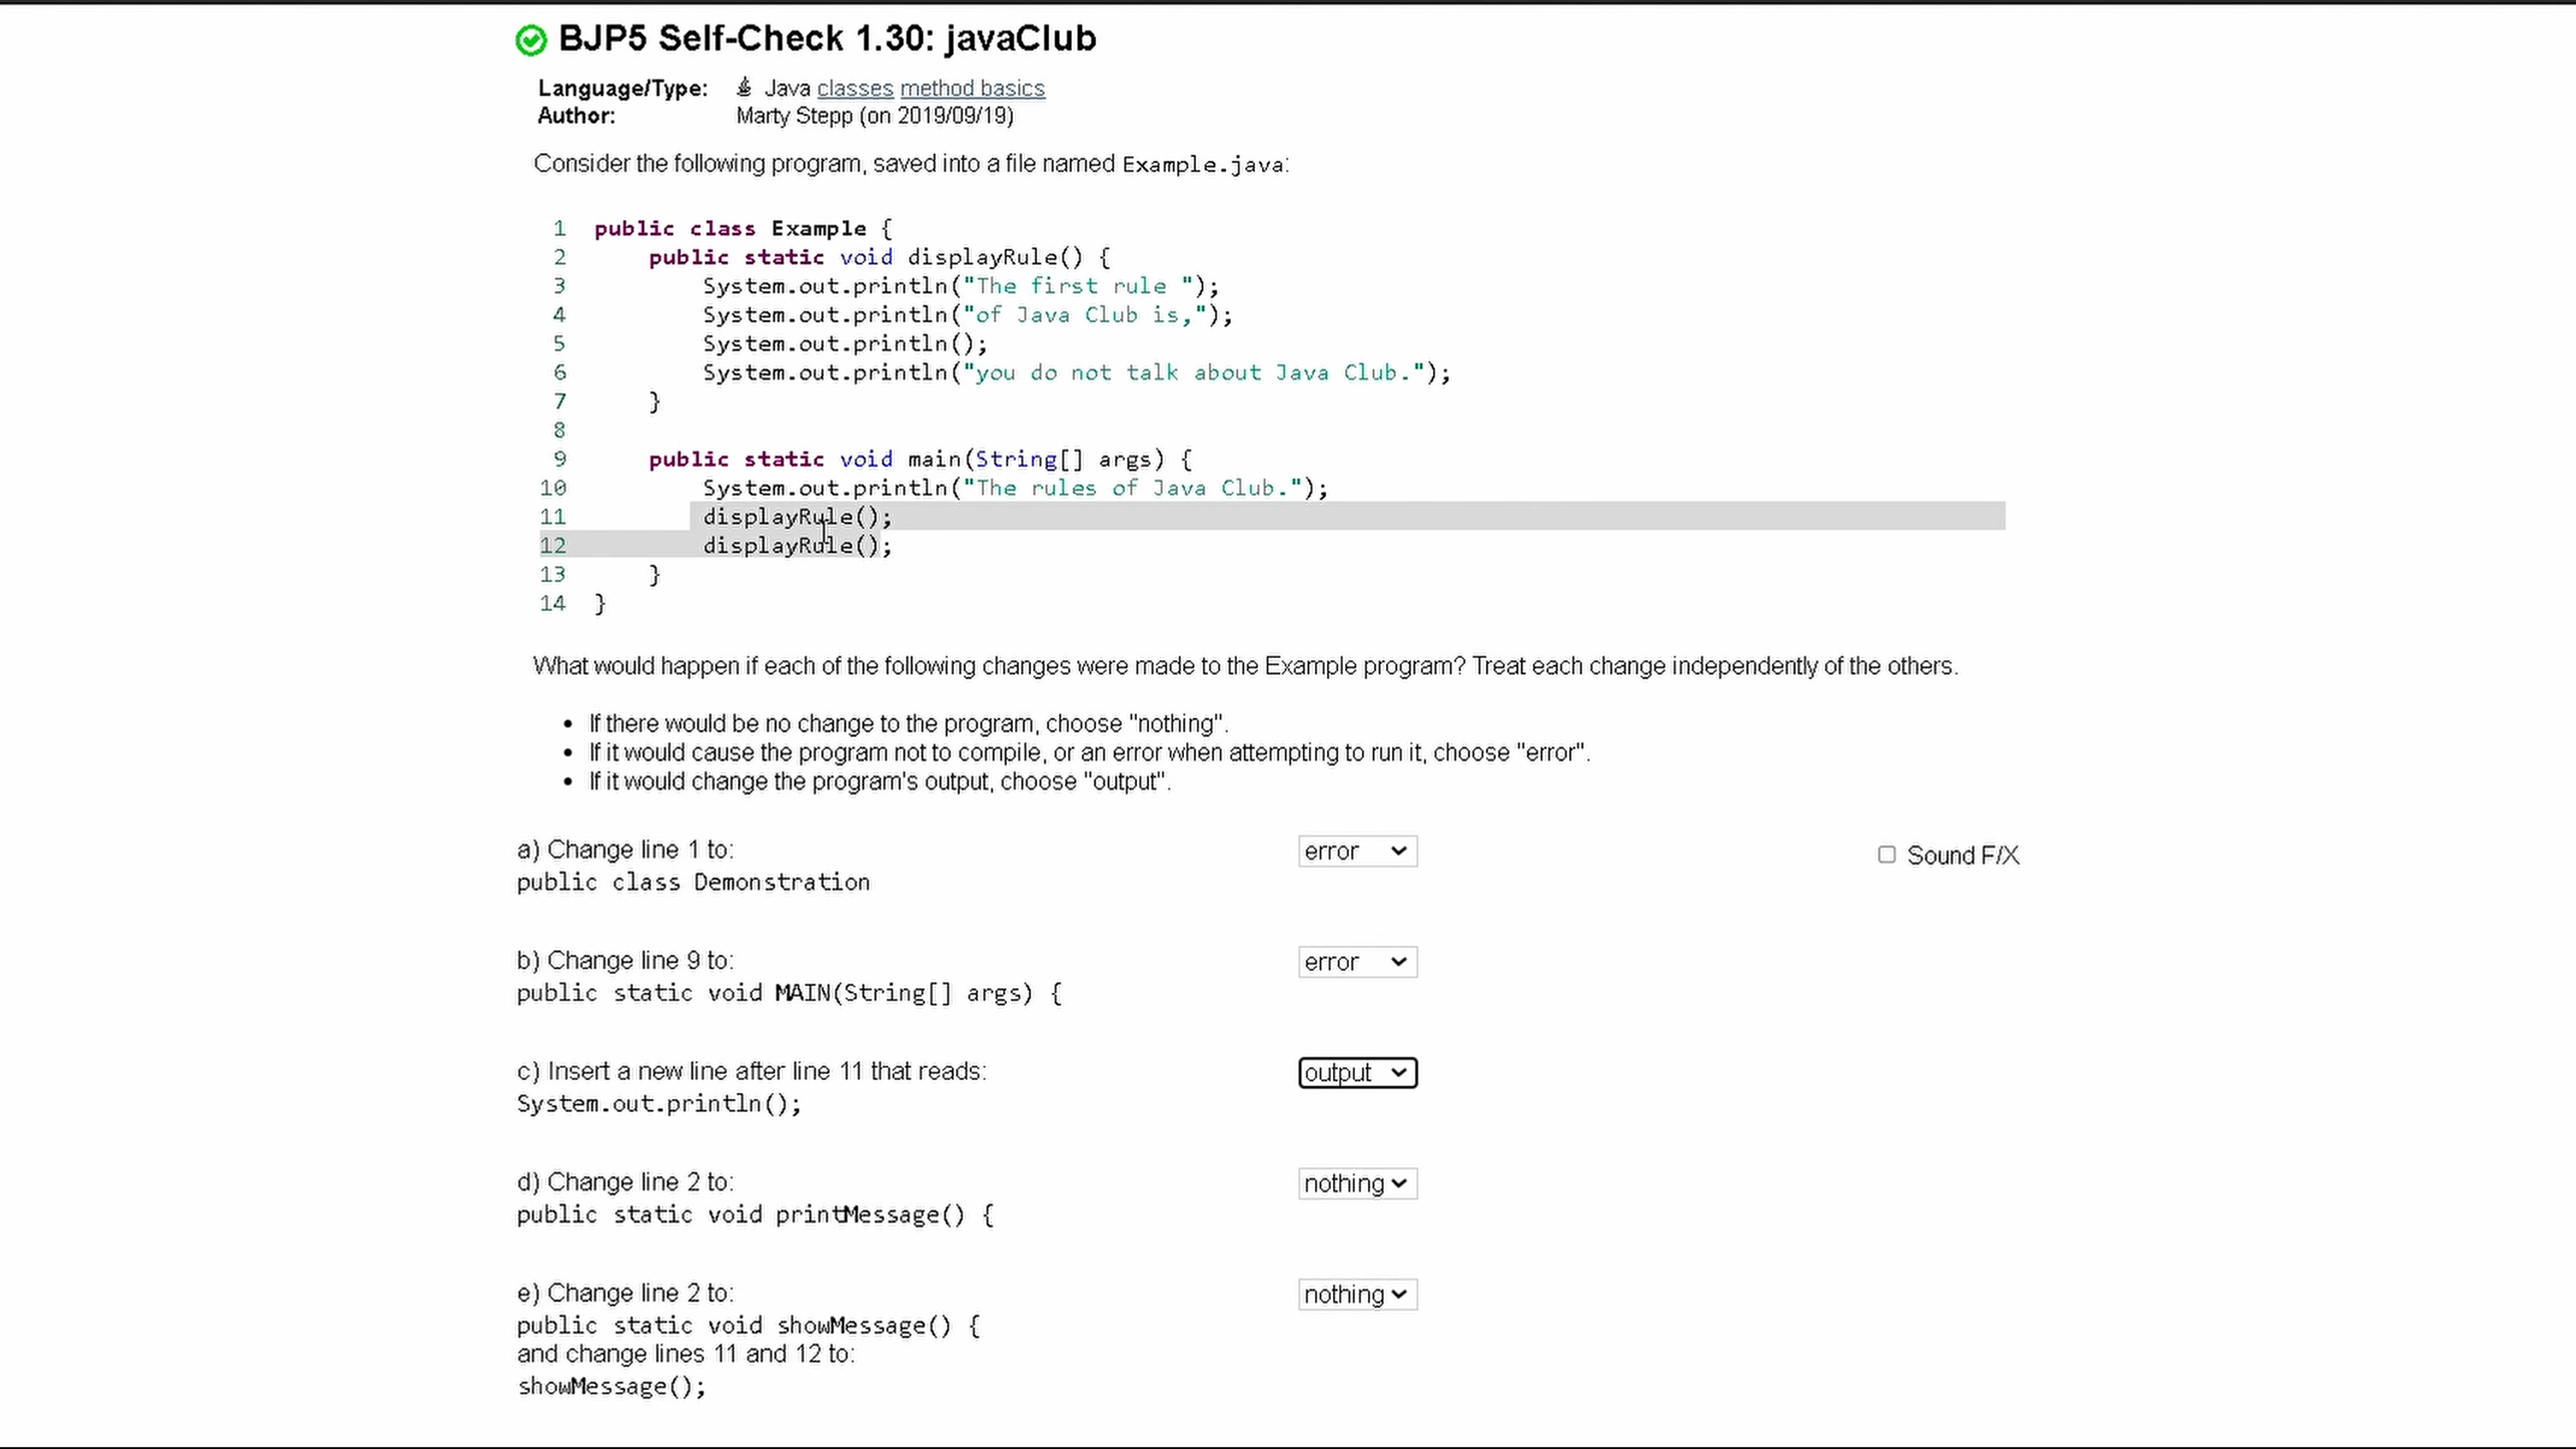 BJP5 Self-Check 1.30: javaClub
Language/Type: Java classes method basics
Author: Marty Stepp (on 2019/09/19)
Consider the following program, saved into a file named Example.java:
1 public class Example {
2 public static void displayRule() {
3 System.out.println("The first rule ");
4 System.out.println("of Java Club is,");
5 System.out.println();
6 System.out.println("you do not talk about Java Club.");
7 }
8
9 public static void main(String[] args) {
10 System.out.println("The rules of Java Club.");
11 displayRule();
12 displayRule();
13 }
14 }
What would happen if each of the following changes were made to the Example program? Treat each change independently of the others.
• If there would be no change to the program, choose "nothing".
• If it would cause the program not to compile, or an error when attempting to run it, choose "error".
• If it would change the program's output, choose "output".
a) Change line 1 to: error Sound F/X
public class Demonstration
b) Change line 9 to: error
public static void MAIN(String[] args) {
c) Insert a new line after line 11 that reads: output
System.out.println();
d) Change line 2 to: nothing
public static void printMessage() {
e) Change line 2 to: nothing
public static void showMessage() {
and change lines 11 and 12 to:
showMessage();